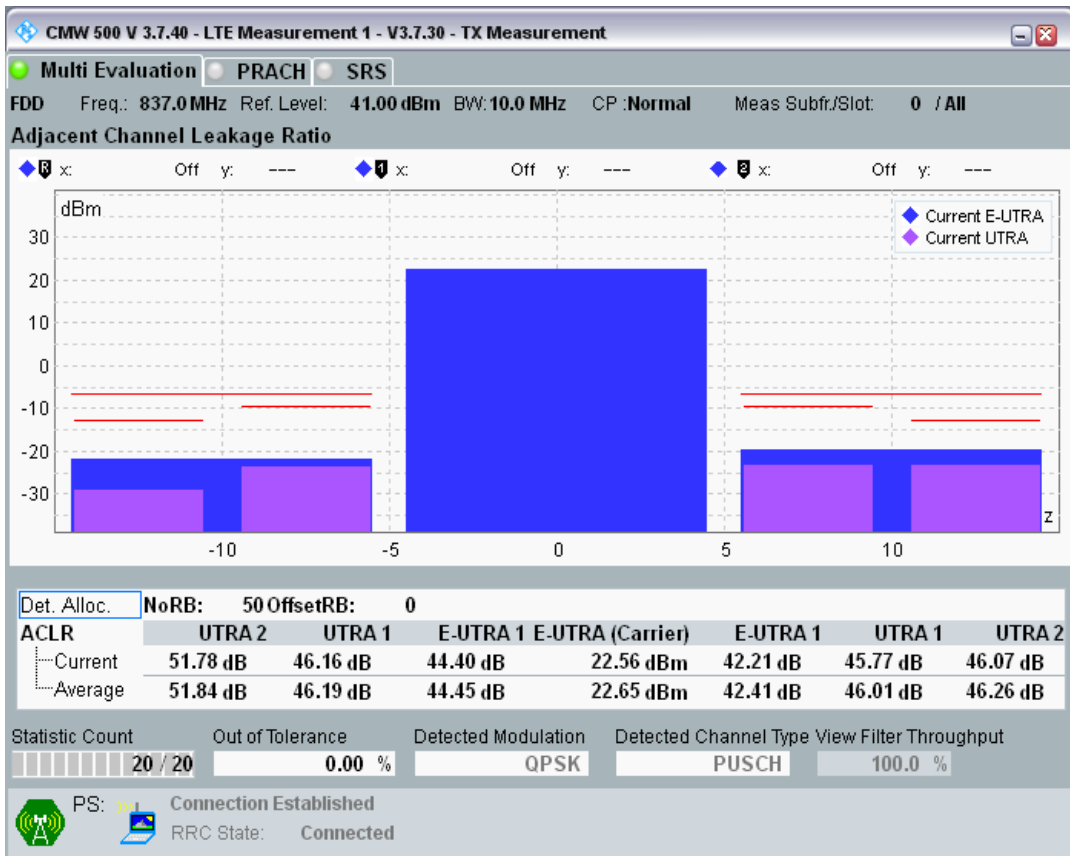 CMW 500 V 3.7.40 - LTE Measurement 1 - V3.7.30 - TX Measurement
Multi Evaluation PRACH SRS
FDD Freq.: 837.0 MHz Ref. Level: 41.00 dBm BW: 10.0 MHz CP :Normal Meas Subfr./Slot: 0 / All
Adjacent Channel Leakage Ratio
R x: Off y: --- 1 x: Off y: --- 2 x: Off y: ---
dBm
Current E-UTRA
Current UTRA
30
20
10
0
-10
-20
-30
z
-10 -5 0 5 10
Det. Alloc. NoRB: 50 OffsetRB: 0
ACLR UTRA 2 UTRA 1 E-UTRA 1 E-UTRA (Carrier) E-UTRA 1 UTRA 1 UTRA 2
Current 51.78 dB 46.16 dB 44.40 dB 22.56 dBm 42.21 dB 45.77 dB 46.07 dB
Average 51.84 dB 46.19 dB 44.45 dB 22.65 dBm 42.41 dB 46.01 dB 46.26 dB
Statistic Count Out of Tolerance Detected Modulation Detected Channel Type View Filter Throughput
20 / 20 0.00 % QPSK PUSCH 100.0 %
PS: Connection Established
RRC State: Connected